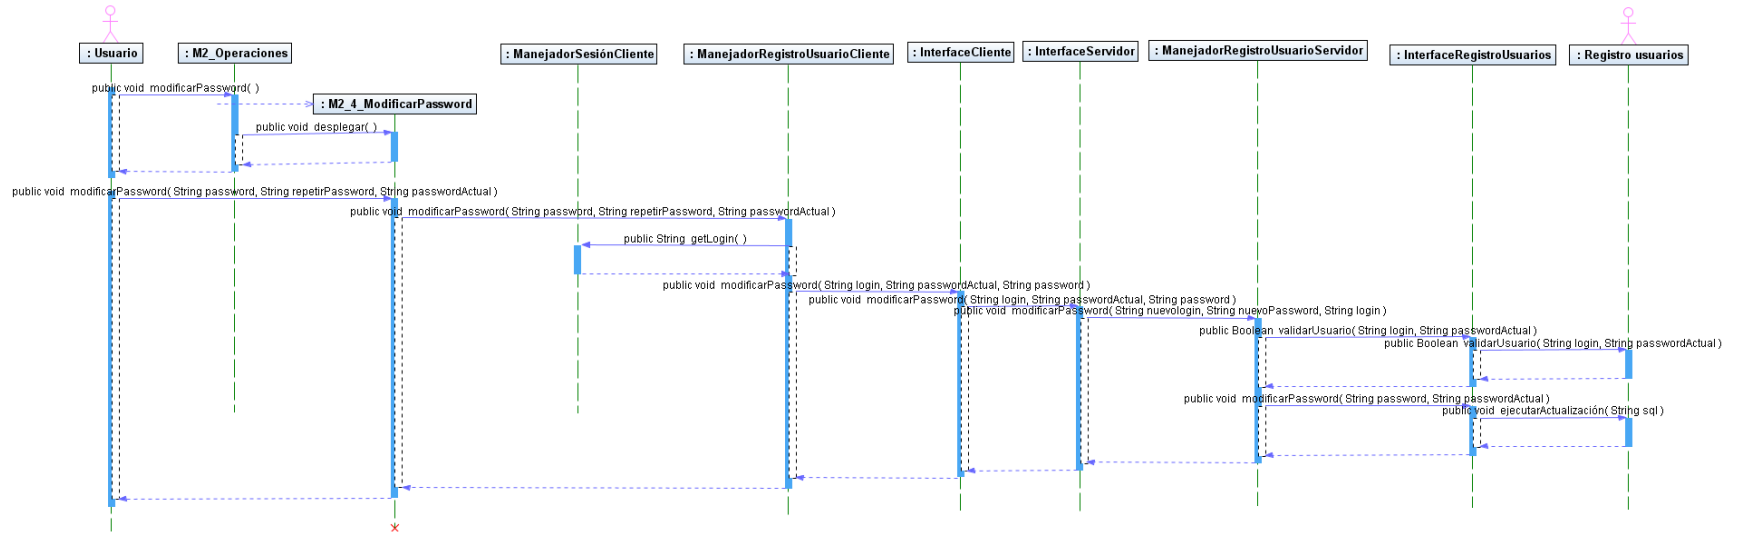 : Usuario
: M2_Operaciones
: ManejadorSesiónCliente
: ManejadorRegistroUsuarioCliente
: InterfaceCliente
: InterfaceServidor
: ManejadorRegistroUsuarioServidor
: InterfaceRegistroUsuarios
: Registro usuarios
public void modificarPassword( )
: M2_4_ModificarPassword
public void desplegar( )
public void modificarPassword( String password, String repetirPassword, String passwordActual )
public void modificarPassword( String password, String repetirPassword, String passwordActual )
public String getLogin( )
public void modificarPassword( String login, String passwordActual, String password )
public void modificarPassword( String login, String passwordActual, String password )
public void modificarPassword( String nuevologin, String nuevoPassword, String login )
public Boolean validarUsuario( String login, String passwordActual )
public Boolean validarUsuario( String login, String passwordActual )
public void modificarPassword( String password, String passwordActual )
public void ejecutarActualización( String sql )